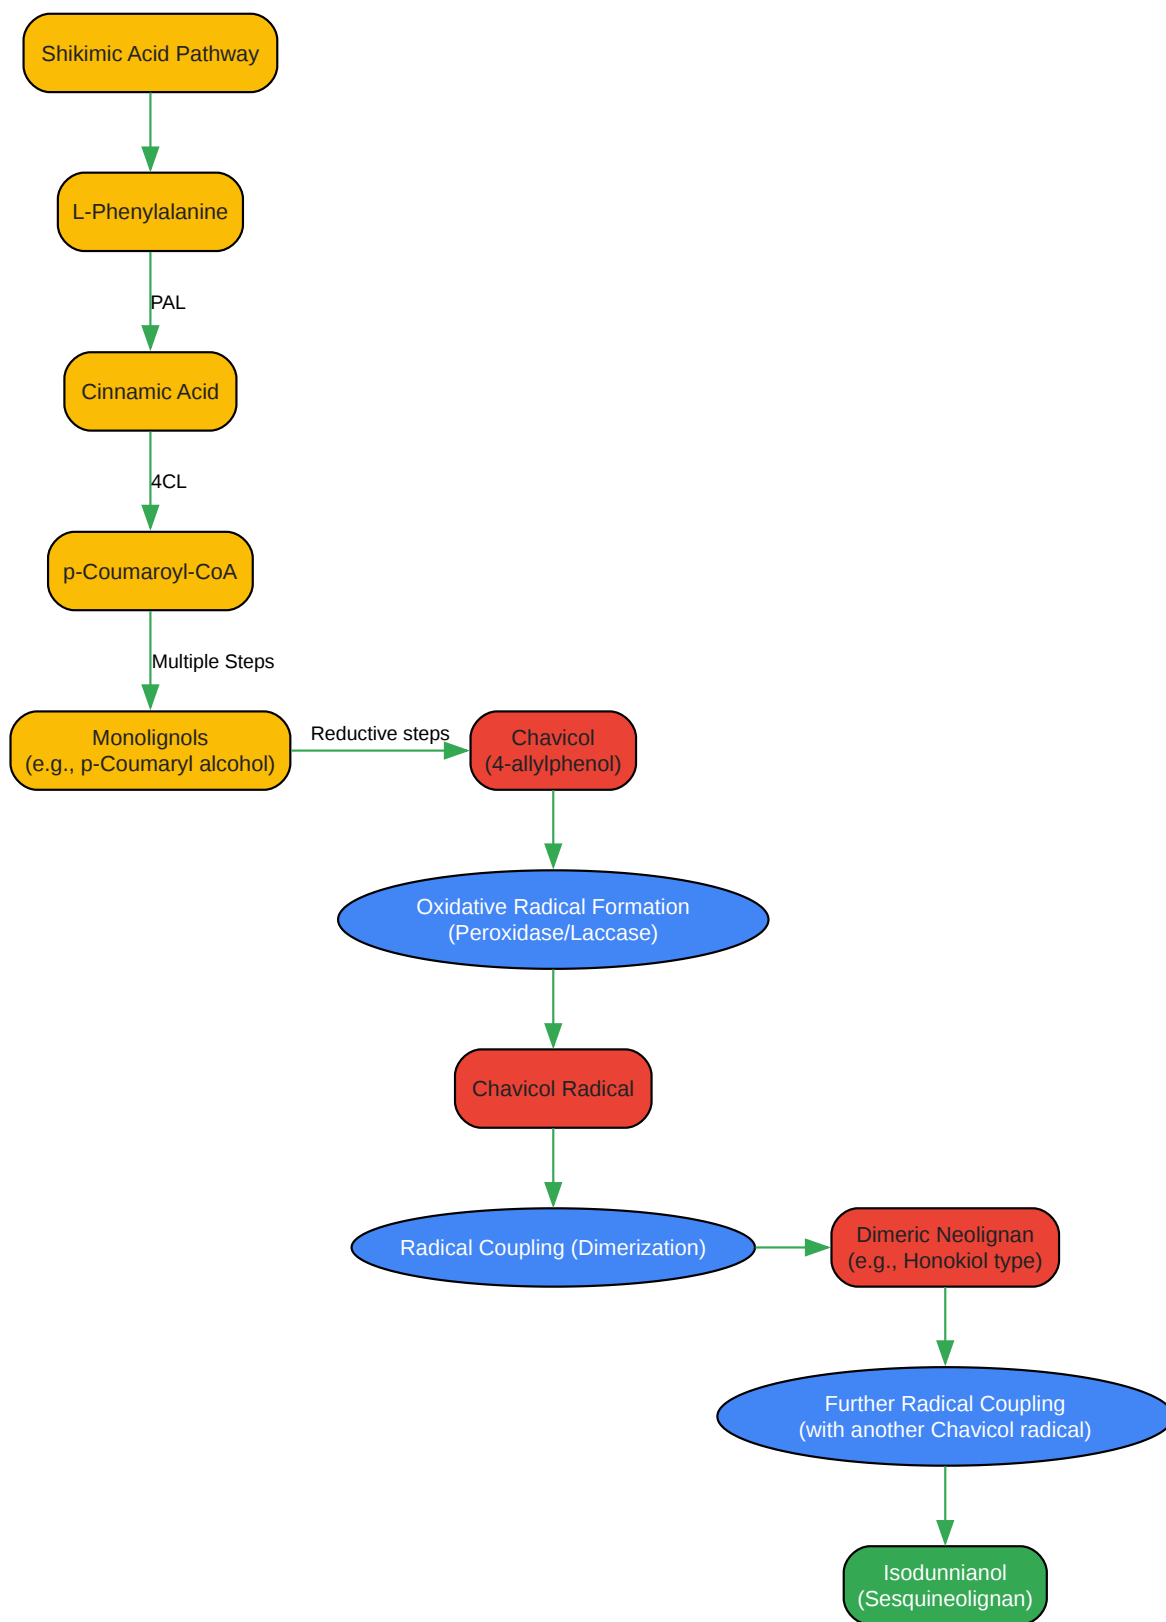 Shikimic Acid Pathway
L-Phenylalanine
PAL
Cinnamic Acid
4CL
p-Coumaroyl-CoA
Multiple Steps
Monolignols
(e.g., p-Coumaryl alcohol)
Reductive steps
Chavicol
(4-allylphenol)
Oxidative Radical Formation
(Peroxidase/Laccase)
Chavicol Radical
Radical Coupling (Dimerization)
Dimeric Neolignan
(e.g., Honokiol type)
Further Radical Coupling
(with another Chavicol radical)
Isodunnianol
(Sesquineolignan)